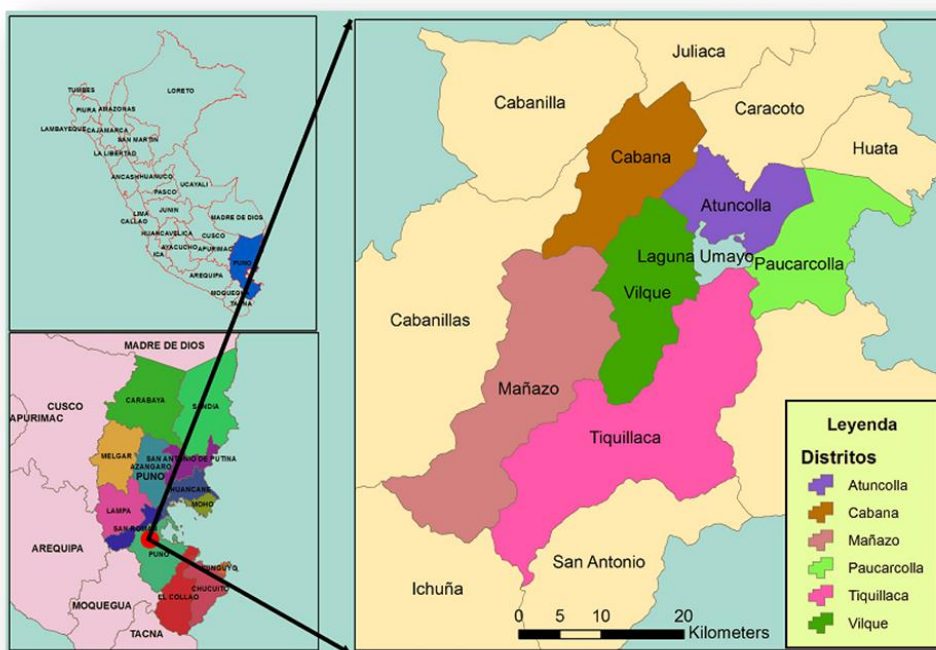 TUMBES
LORETO
PIURA
AMAZONAS
LAMBAYEQUE
CAJAMARCA
SAN MARTIN
LA LIBERTAD
ANCASH
HUANUCO
UCAYALI
PASCO
JUNIN
LIMA
CALLAO
MADRE DE DIOS
HUANCAVELICA
CUSCO
AYACUCHO
APURIMAC
ICA
PUNO
AREQUIPA
MOQUEGUA
TACNA
MADRE DE DIOS
CUSCO
APURIMAC
CARABAYA
SANDIA
MELGAR
SAN ANTONIO DE PUTINA
AZANGARO
PUNO
HUANCANE
MOHO
LAMPA
SAN ROMAN
AREQUIPA
PUNO
YUNGUYO
CHUCUITO
EL COLLAO
MOQUEGUA
TACNA
Juliaca
Cabanilla
Caracoto
Huata
Cabana
Atuncolla
Laguna Umayo
Paucarcolla
Vilque
Cabanillas
Mañazo
Tiquillaca
San Antonio
Ichuña
0 5 10 20
Kilometers
Leyenda
Distritos
Atuncolla
Cabana
Mañazo
Paucarcolla
Tiquillaca
Vilque